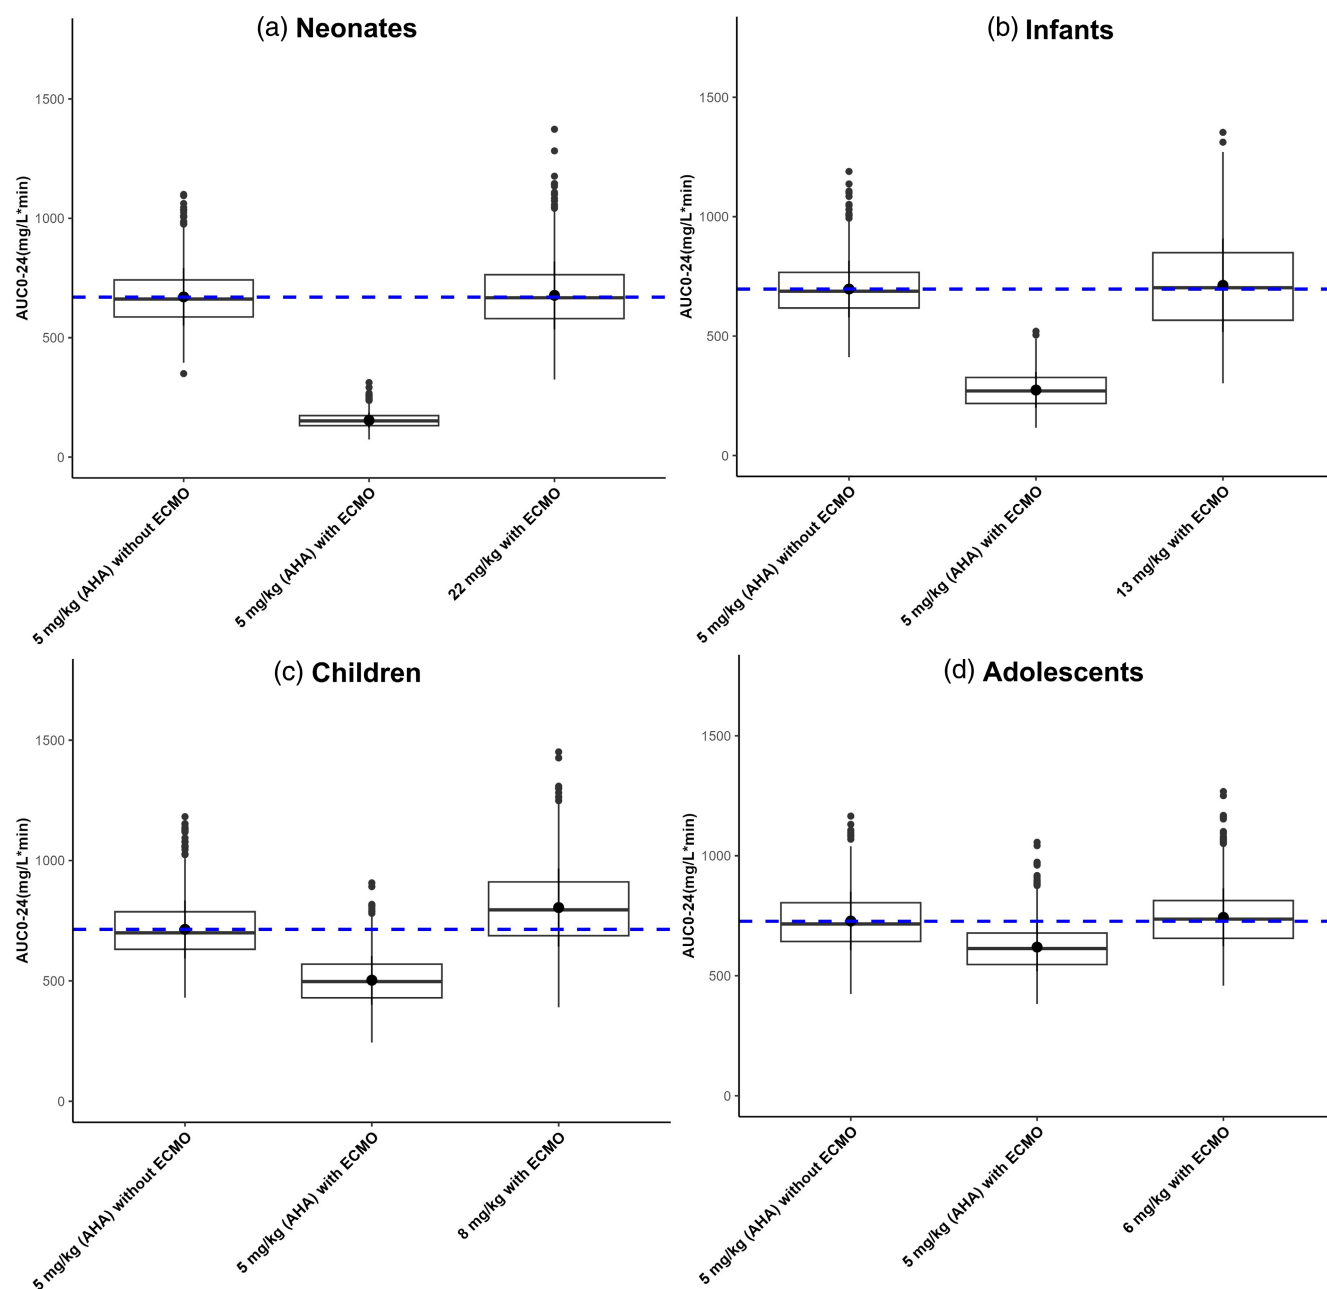 (a) Neonates
AUC0-24(mg/L*min)
1500
1000
500
0
5 mg/kg (AHA) without ECMO
5 mg/kg (AHA) with ECMO
22 mg/kg with ECMO
(b) Infants
AUC0-24(mg/L*min)
1500
1000
500
0
5 mg/kg (AHA) without ECMO
5 mg/kg (AHA) with ECMO
13 mg/kg with ECMO
(c) Children
AUC0-24(mg/L*min)
1500
1000
500
0
5 mg/kg (AHA) without ECMO
5 mg/kg (AHA) with ECMO
8 mg/kg with ECMO
(d) Adolescents
AUC0-24(mg/L*min)
1500
1000
500
0
5 mg/kg (AHA) without ECMO
5 mg/kg (AHA) with ECMO
6 mg/kg with ECMO